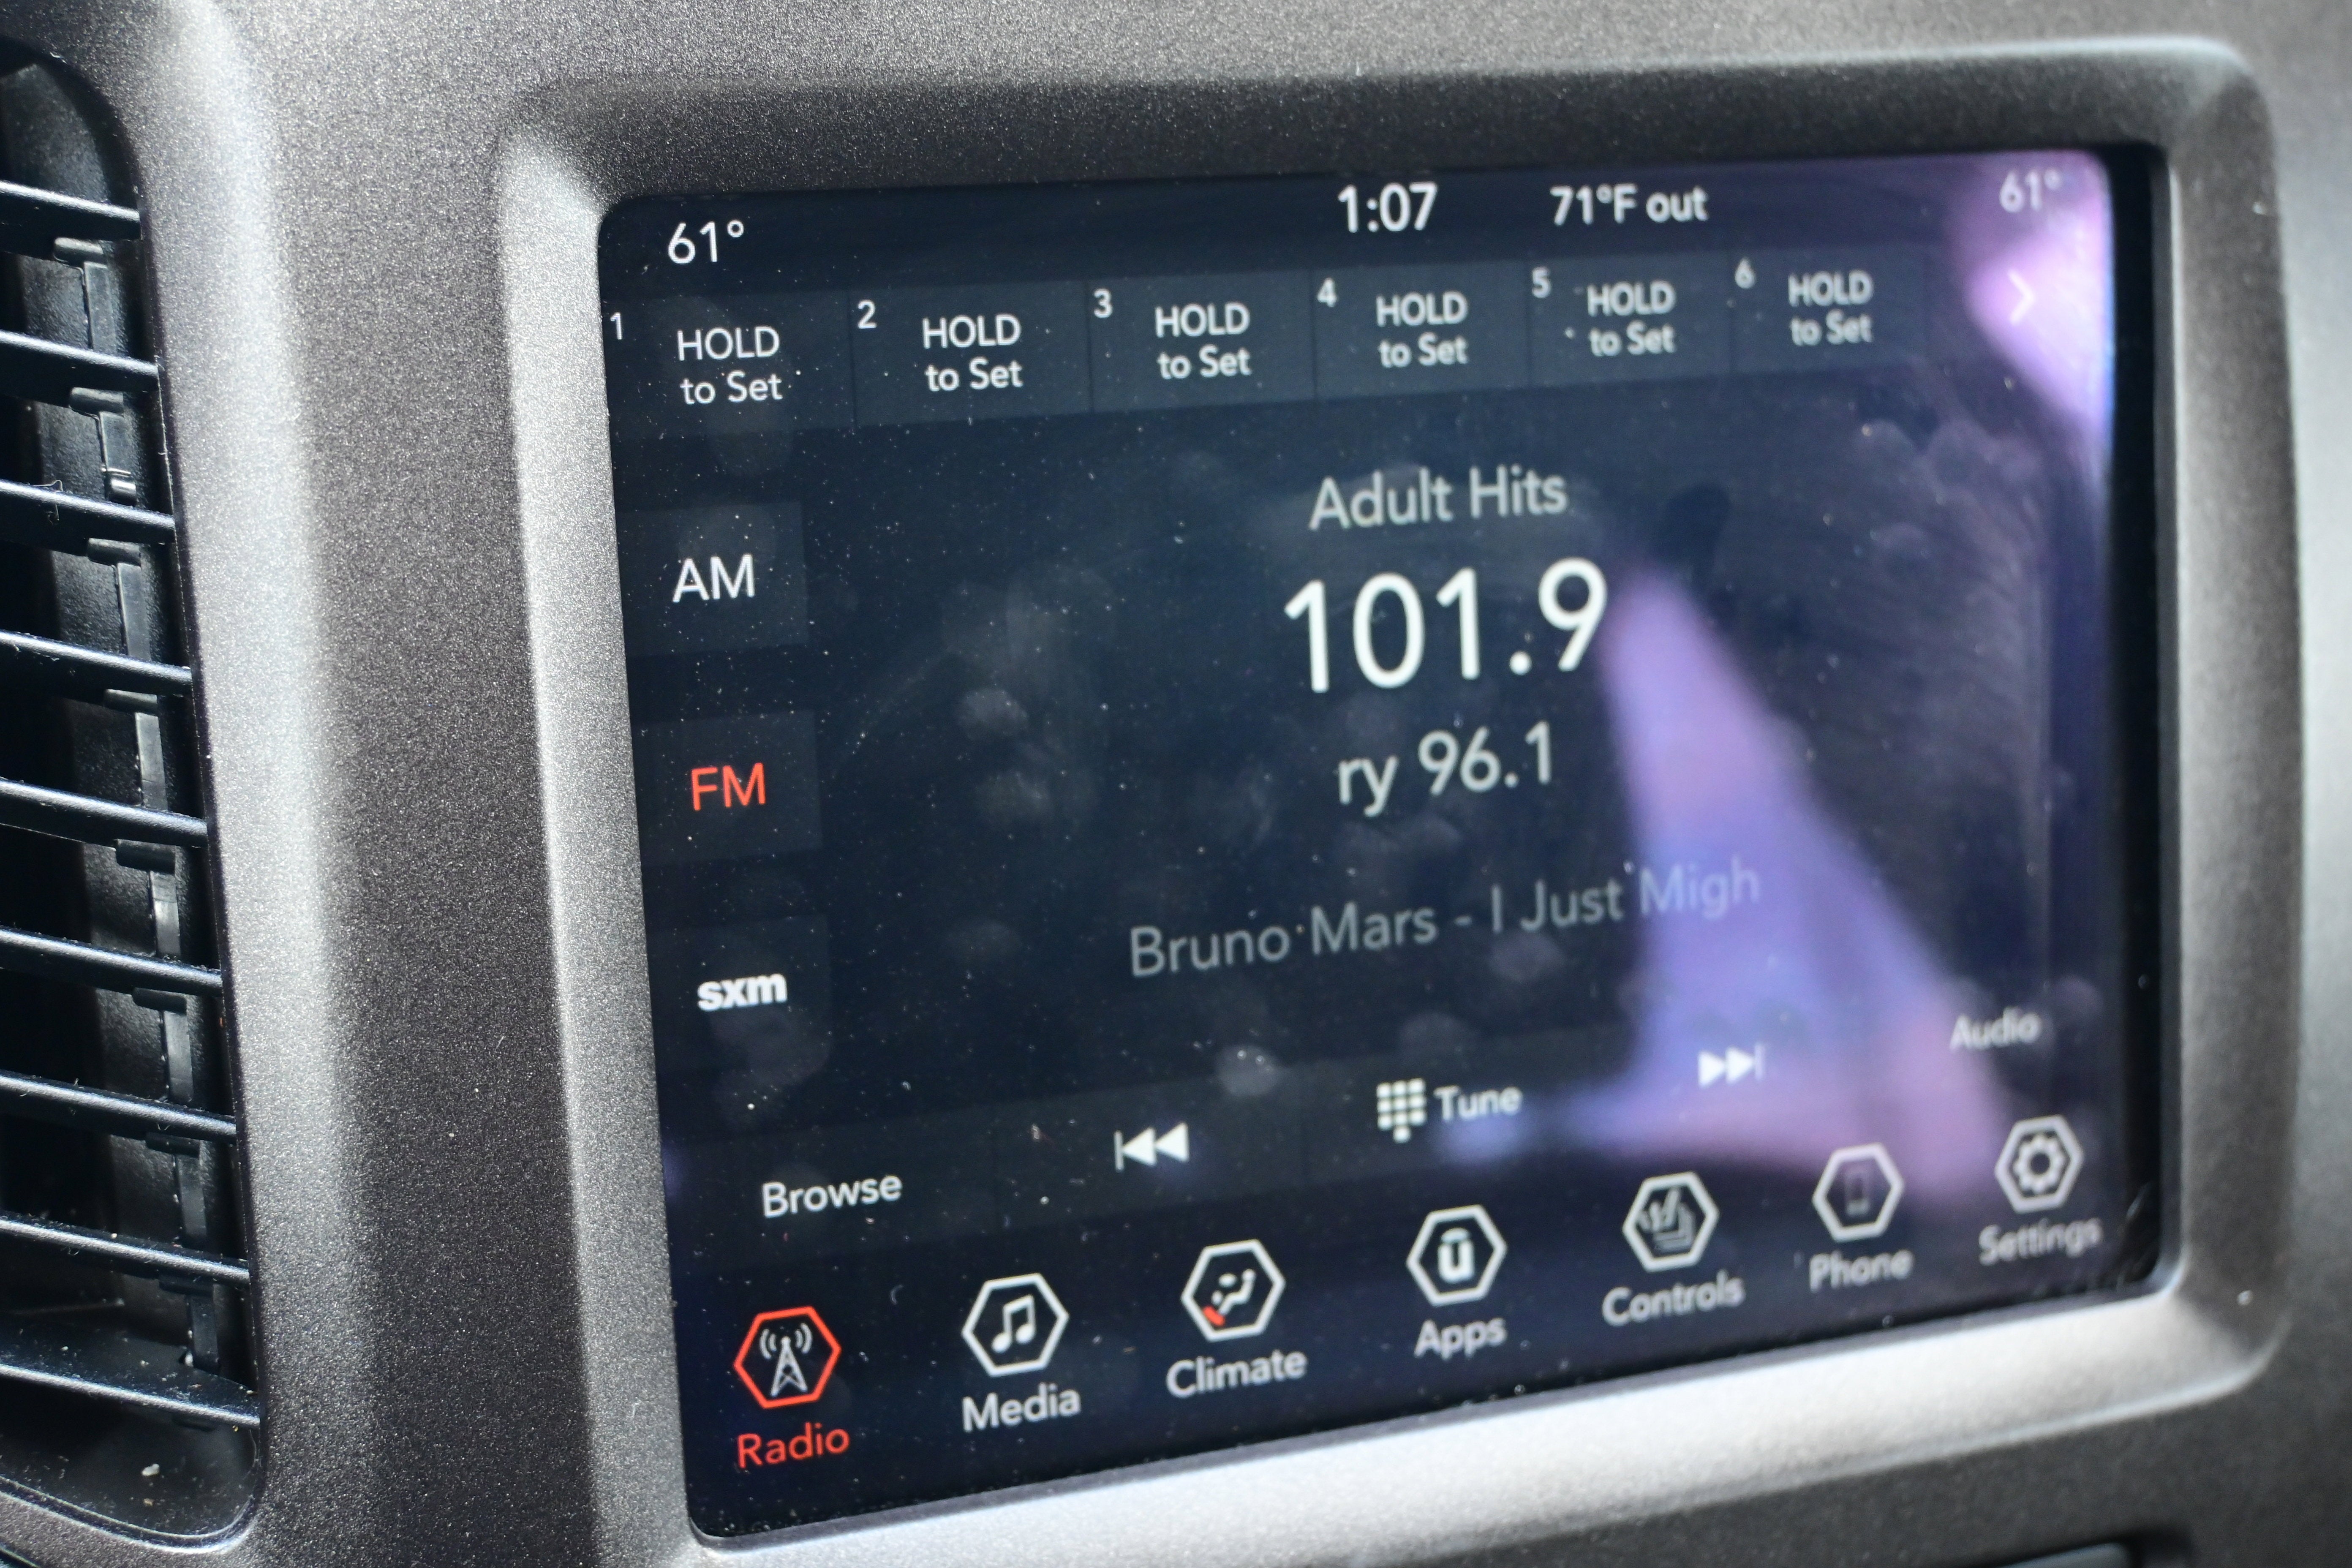 61° 1:07 71°F out 61°
1 HOLD to Set 2 HOLD to Set 3 HOLD to Set 4 HOLD to Set 5 HOLD to Set 6 HOLD to Set
Adult Hits
AM
101.9
FM
ry 96.1
Bruno Mars - I Just Migh
sxm
Browse Tune Audio
Radio Media Climate Apps Controls Phone Settings